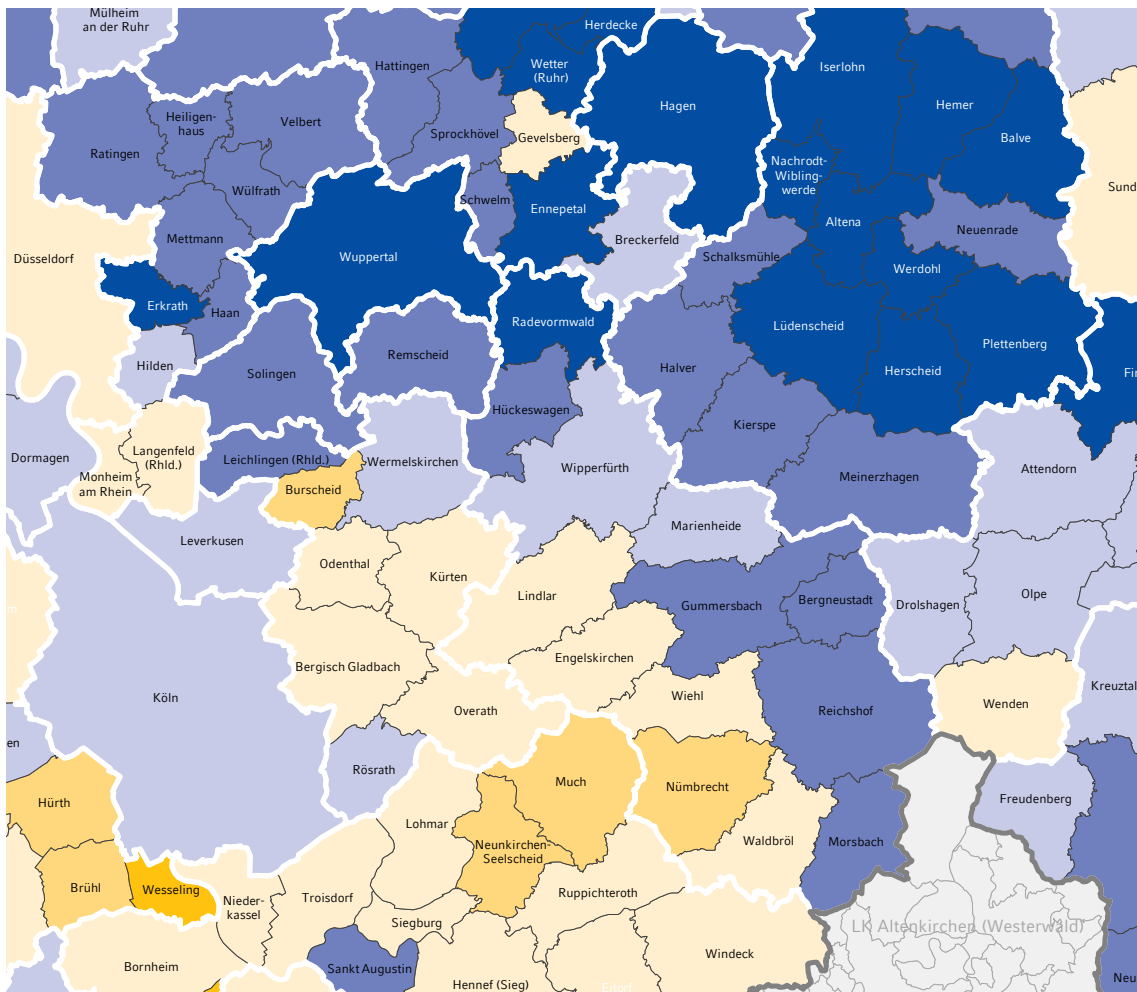 Mülheim
an der Ruhr
Herdecke
Hattingen
Wetter
(Ruhr)
Iserlohn
Hagen
Hemer
Heiligen-
haus
Velbert
Sprockhövel
Gevelsberg
Balve
Ratingen
Nachrodt-
Wibling-
werde
Wülfrath
Schwelm
Ennepetal
Sund
Altena
Neuenrade
Mettmann
Breckerfeld
Düsseldorf
Wuppertal
Schalksmühle
Werdohl
Erkrath
Haan
Radevormwald
Lüdenscheid
Plettenberg
Hilden
Remscheid
Solingen
Halver
Herscheid
Fin
Hückeswagen
Kierspe
Dormagen
Langenfeld
(Rhld.)
Leichlingen (Rhld.)
Wermelskirchen
Wipperfürth
Attendorn
Monheim
am Rhein
Burscheid
Meinerzhagen
Marienheide
Leverkusen
Odenthal
Kürten
Lindlar
Gummersbach
Bergneustadt
Drolshagen
Olpe
m
Engelskirchen
Bergisch Gladbach
Kreuztal
Köln
Wiehl
Overath
Reichshof
Wenden
en
Rösrath
Much
Nümbrecht
Hürth
Freudenberg
Lohmar
Neunkirchen-
Seelscheid
Waldbröl
Morsbach
Brühl
Wesseling
Nieder-
kassel
Troisdorf
Ruppichteroth
Siegburg
LK Altenkirchen (Westerwald)
Windeck
Bornheim
Sankt Augustin
Hennef (Sieg)
Eitorf
Neu